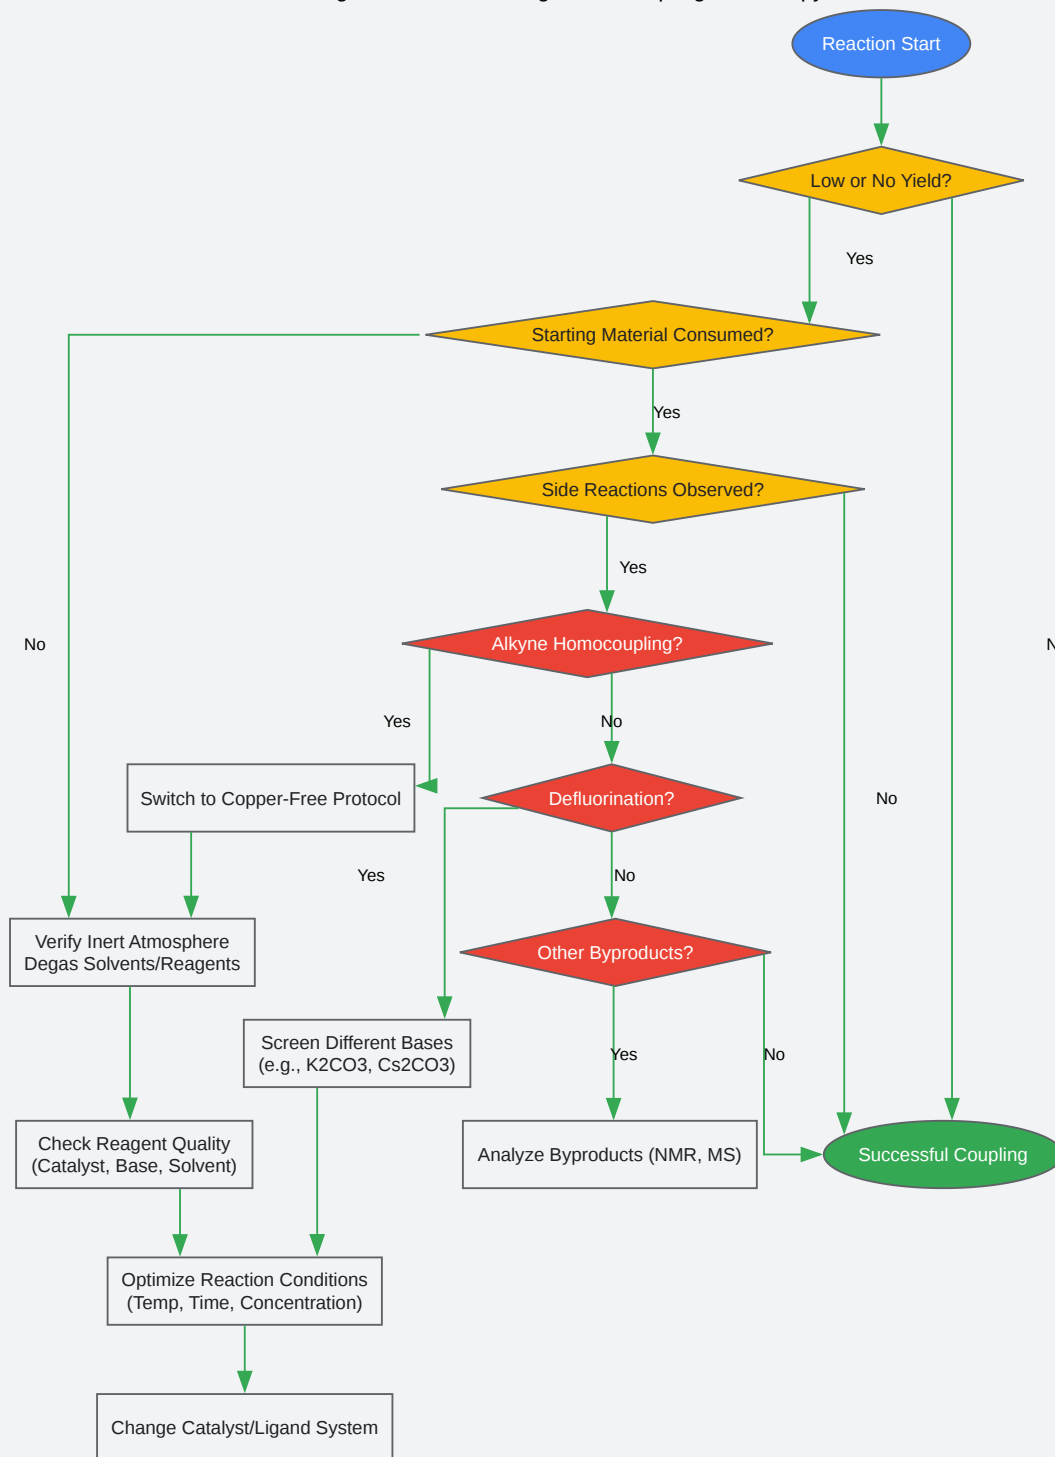 Reaction Start
Low or No Yield?
Yes
Starting Material Consumed?
Yes
Side Reactions Observed?
Yes
No
Alkyne Homocoupling?
Yes
No
Switch to Copper-Free Protocol
Defluorination?
No
Yes
No
Verify Inert Atmosphere
Degas Solvents/Reagents
Other Byproducts?
Screen Different Bases
(e.g., K2CO3, Cs2CO3)
Yes
No
Check Reagent Quality
(Catalyst, Base, Solvent)
Analyze Byproducts (NMR, MS)
Successful Coupling
Optimize Reaction Conditions
(Temp, Time, Concentration)
Change Catalyst/Ligand System